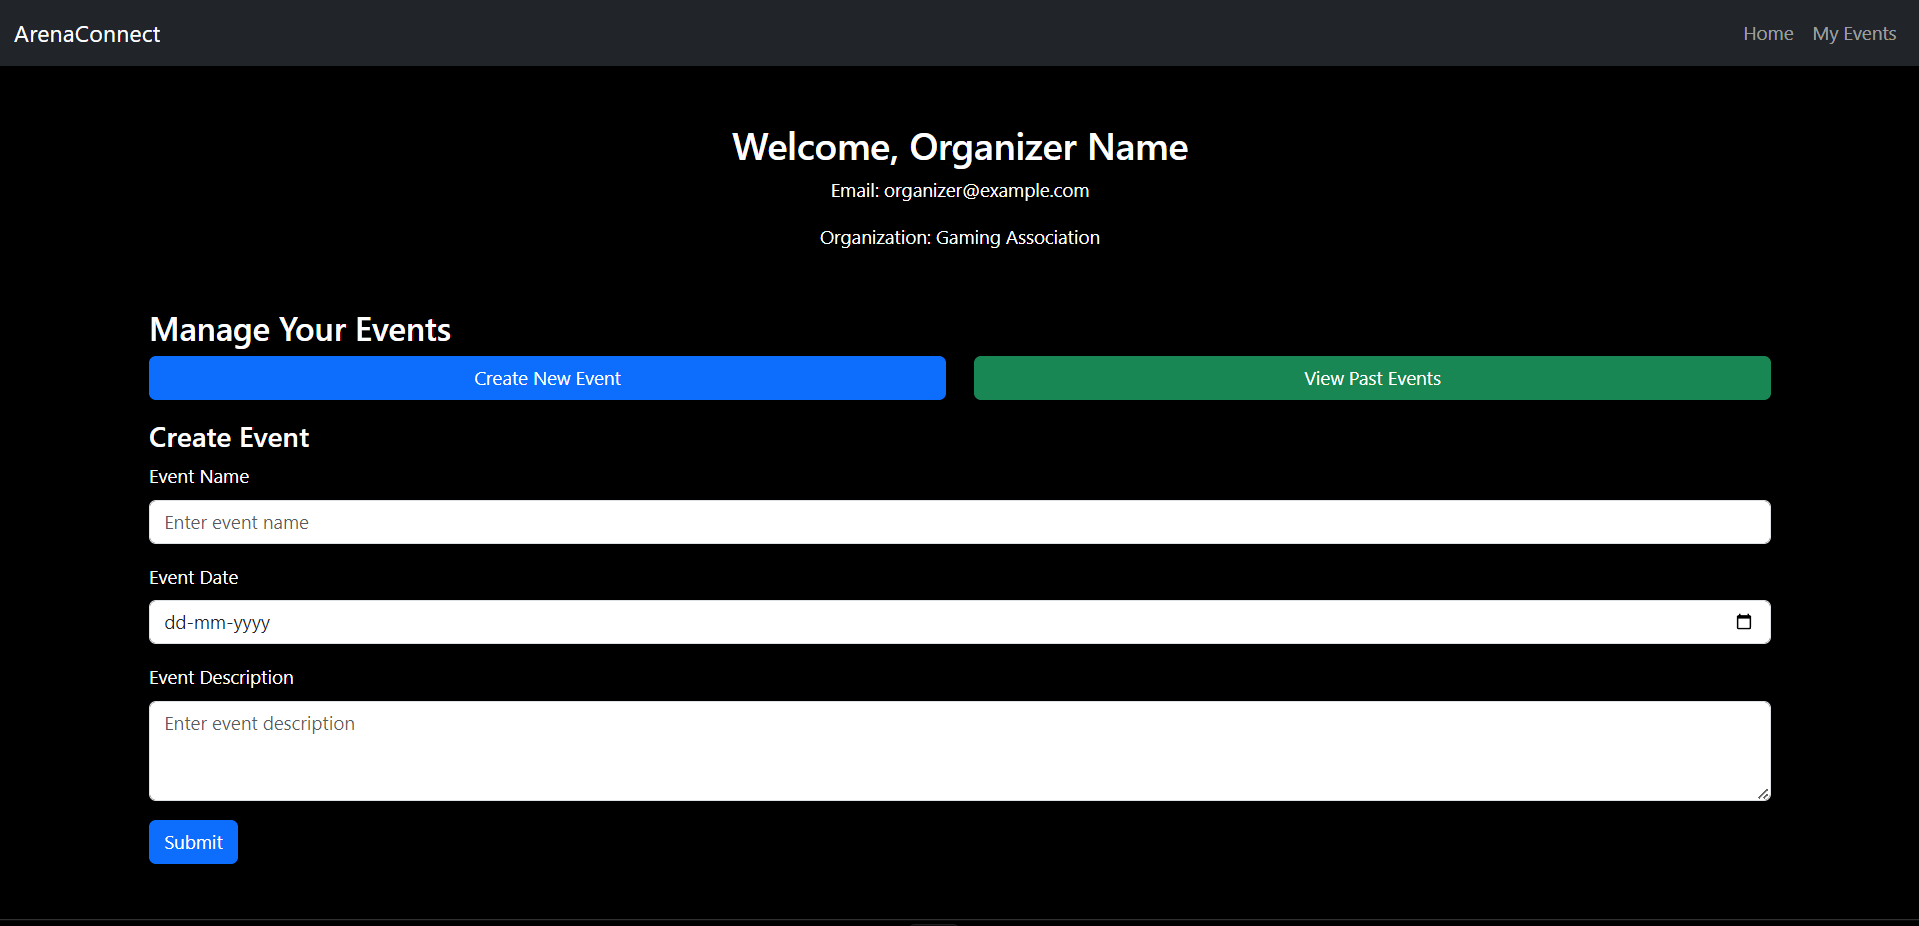 ArenaConnect
Home My Events
Welcome, Organizer Name
Email: organizer@example.com
Organization: Gaming Association
Manage Your Events
Create New Event
View Past Events
Create Event
Event Name
Enter event name
Event Date
dd-mm-yyyy
Event Description
Enter event description
Submit